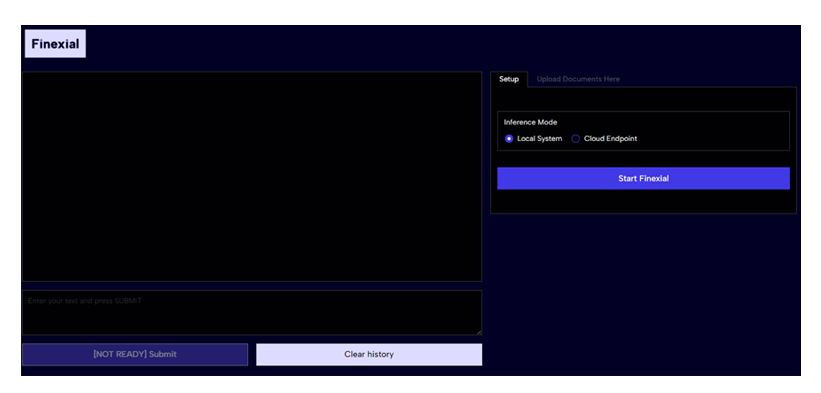 Finexial
Setup
Upload Documents Here
Inference Mode
Local System
Cloud Endpoint
Start Finexial
Enter your text and press SUBMIT
[NOT READY] Submit
Clear history